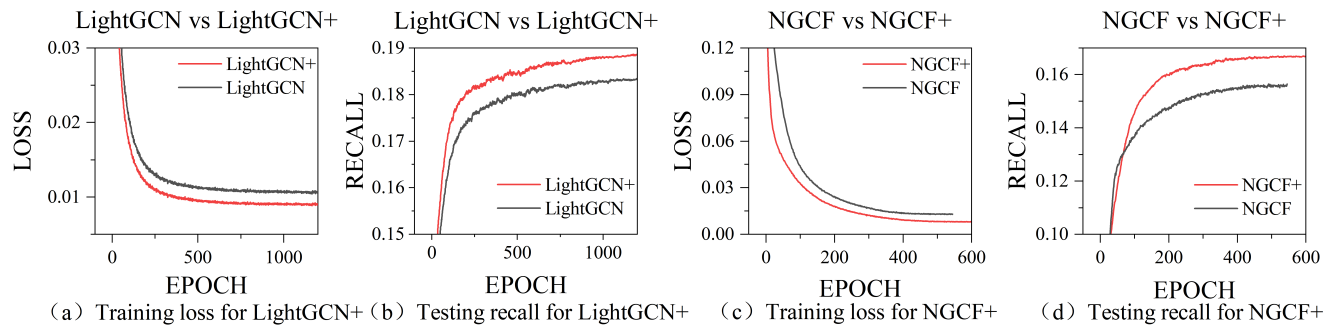 LightGCN vs LightGCN+
0.03
0.02
0.01
LOSS
LightGCN+
LightGCN
0
500
1000
EPOCH
(a) Training loss for LightGCN+
LightGCN vs LightGCN+
0.19
0.18
0.17
0.16
0.15
RECALL
LightGCN+
LightGCN
0
500
1000
EPOCH
(b) Testing recall for LightGCN+
NGCF vs NGCF+
0.12
0.09
0.06
0.03
0.00
LOSS
NGCF+
NGCF
0
200
400
600
EPOCH
(c) Training loss for NGCF+
NGCF vs NGCF+
0.16
0.14
0.12
0.10
RECALL
NGCF+
NGCF
0
200
400
600
EPOCH
(d) Testing recall for NGCF+